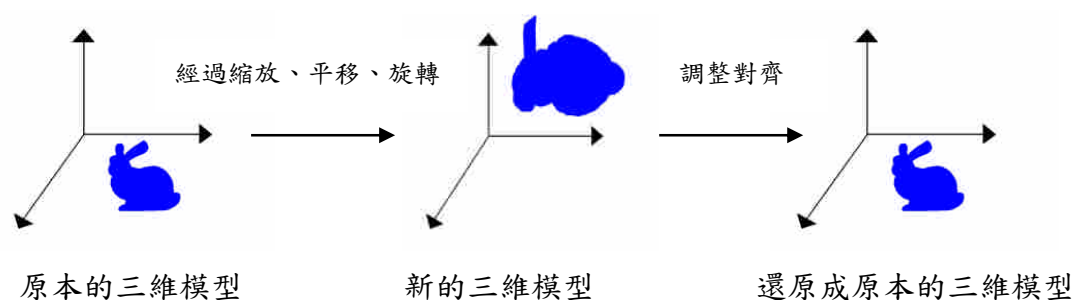 經過縮放、平移、旋轉
調整對齊
原本的三維模型
新的三維模型
還原成原本的三維模型